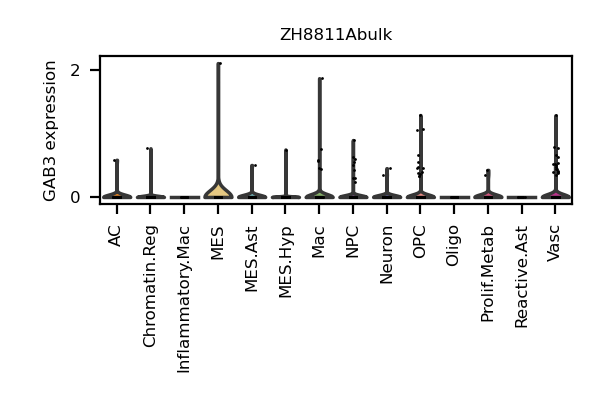 ZH8811Abulk
GAB3 expression
2
0
AC
Chromatin.Reg
Inflammatory.Mac
MES
MES.Ast
MES.Hyp
Mac
NPC
Neuron
OPC
Oligo
Prolif.Metab
Reactive.Ast
Vasc